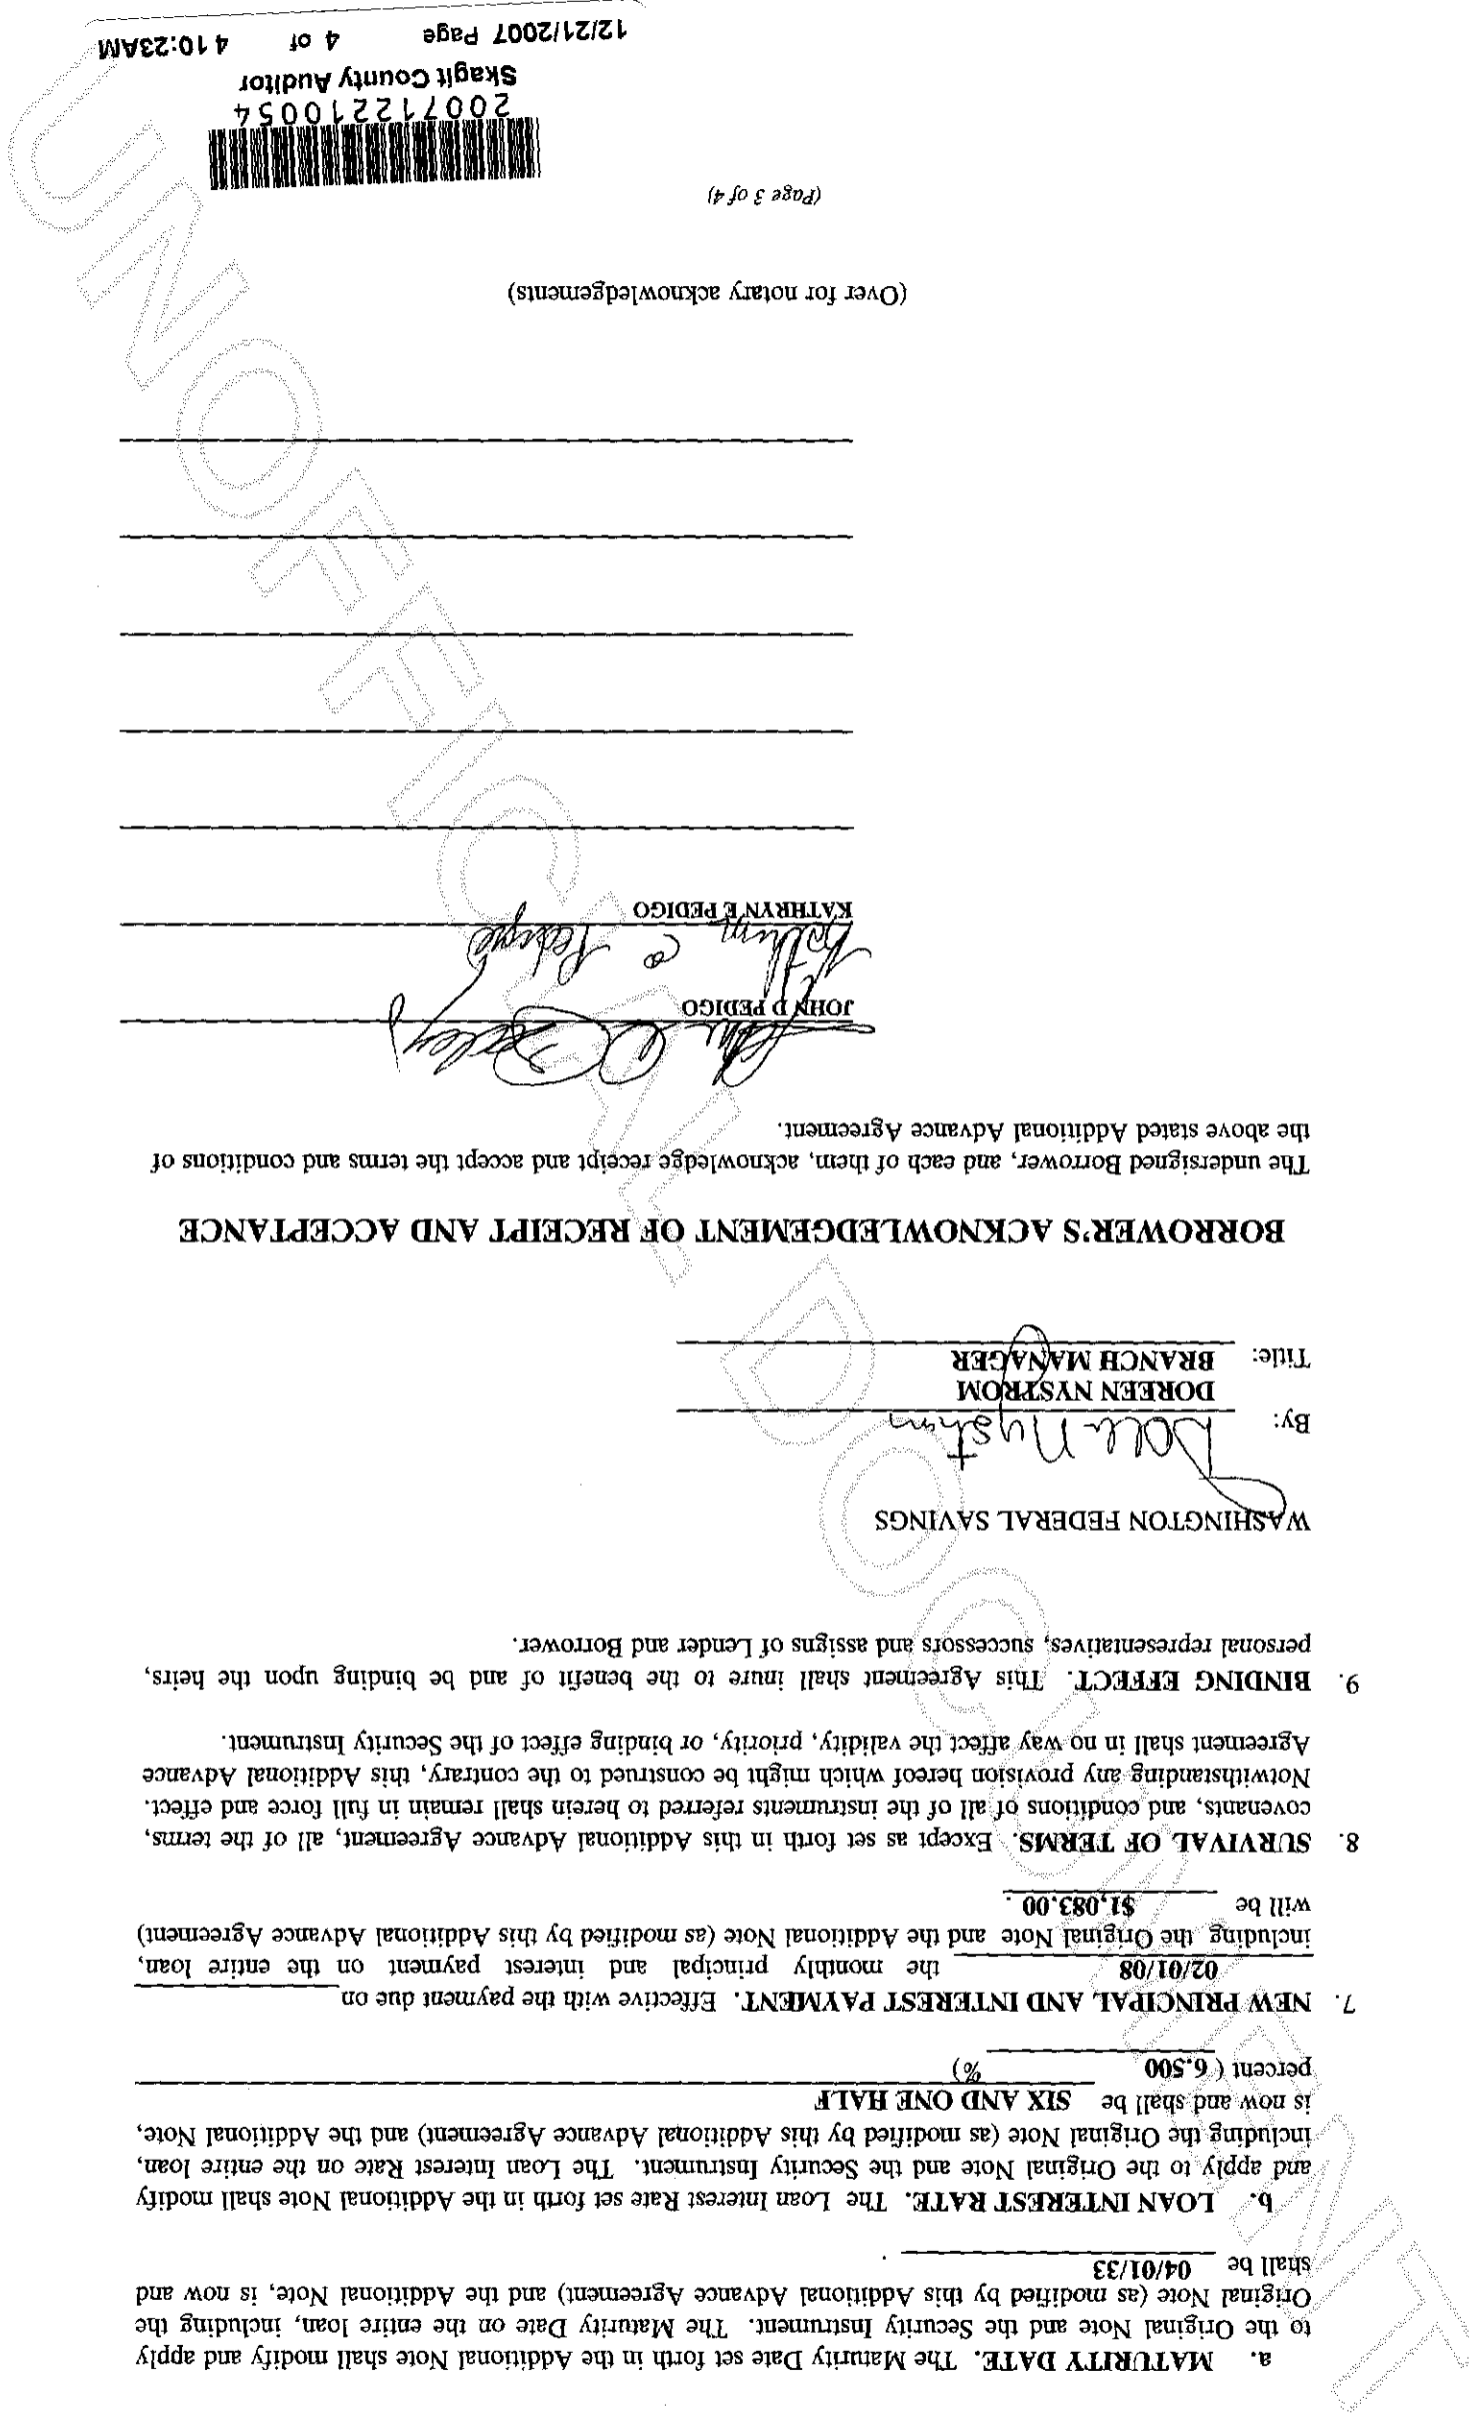 a. MATURITY DATE. The Maturity Date set forth in the Additional Note shall modify and apply
to the Original Note and the Security Instrument. The Maturity Date on the entire loan, including the
Original Note (as modified by this Additional Advance Agreement) and the Additional Note, is now and
shall be 04/01/33 .
b. LOAN INTEREST RATE. The Loan Interest Rate set forth in the Additional Note shall modify
and apply to the Original Note and the Security Instrument. The Loan Interest Rate on the entire loan,
including the Original Note (as modified by this Additional Advance Agreement) and the Additional Note,
is now and shall be SIX AND ONE HALF
percent ( 6.500 %)
7. NEW PRINCIPAL AND INTEREST PAYMENT. Effective with the payment due on
02/01/08 the monthly principal and interest payment on the entire loan,
including the Original Note and the Additional Note (as modified by this Additional Advance Agreement)
will be $1,083.00 .
8. SURVIVAL OF TERMS. Except as set forth in this Additional Advance Agreement, all of the terms,
covenants, and conditions of all of the instruments referred to herein shall remain in full force and effect.
Notwithstanding any provision hereof which might be construed to the contrary, this Additional Advance
Agreement shall in no way affect the validity, priority, or binding effect of the Security Instrument.
9. BINDING EFFECT. This Agreement shall inure to the benefit of and be binding upon the heirs,
personal representatives, successors and assigns of Lender and Borrower.
WASHINGTON FEDERAL SAVINGS
By:
DOREEN NYSTROM
Title: BRANCH MANAGER
BORROWER'S ACKNOWLEDGEMENT OF RECEIPT AND ACCEPTANCE
The undersigned Borrower, and each of them, acknowledge receipt and accept the terms and conditions of
the above stated Additional Advance Agreement.
JOHN D PEDIGO
KATHRYN E PEDIGO
(Over for notary acknowledgements)
(Page 3 of 4)
200712210054
Skagit County Auditor
12/21/2007 Page 4 of 4 10:23AM
UNOFFICIAL DOCUMENT